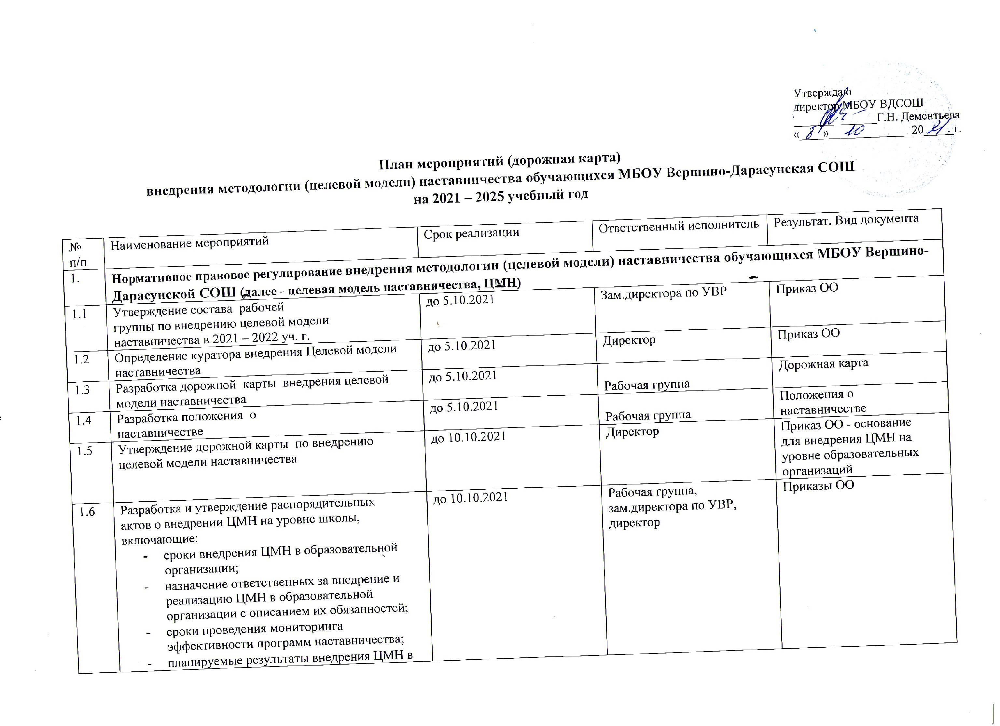 Утверждаю
директор МБОУ ВДСОШ
______________Г.Н. Дементьева
«8» 10 2021 г.
План мероприятий (дорожная карта)
внедрения методологии (целевой модели) наставничества обучающихся МБОУ Вершино-Дарасунская СОШ
на 2021 – 2025 учебный год
№
п/п
Наименование мероприятий
Срок реализации
Ответственный исполнитель
Результат. Вид документа
1.
Нормативное правовое регулирование внедрения методологии (целевой модели) наставничества обучающихся МБОУ Вершино-
Дарасунской СОШ (далее - целевая модель наставничества, ЦМН)
1.1
Утверждение состава рабочей
группы по внедрению целевой модели
наставничества в 2021 – 2022 уч. г.
до 5.10.2021
Зам.директора по УВР
Приказ ОО
1.2
Определение куратора внедрения Целевой модели
наставничества
до 5.10.2021
Директор
Приказ ОО
1.3
Разработка дорожной карты внедрения целевой
модели наставничества
до 5.10.2021
Рабочая группа
Дорожная карта
1.4
Разработка положения о
наставничестве
до 5.10.2021
Рабочая группа
Положения о
наставничестве
1.5
Утверждение дорожной карты по внедрению
целевой модели наставничества
до 10.10.2021
Директор
Приказ ОО - основание
для внедрения ЦМН на
уровне образовательных
организаций
1.6
Разработка и утверждение распорядительных
актов о внедрении ЦМН на уровне школы,
включающие:
- сроки внедрения ЦМН в образовательной
организации;
- назначение ответственных за внедрение и
реализацию ЦМН в образовательной
организации с описанием их обязанностей;
- сроки проведения мониторинга
эффективности программ наставничества;
- планируемые результаты внедрения ЦМН в
до 10.10.2021
Рабочая группа,
зам.директора по УВР,
директор
Приказы ОО